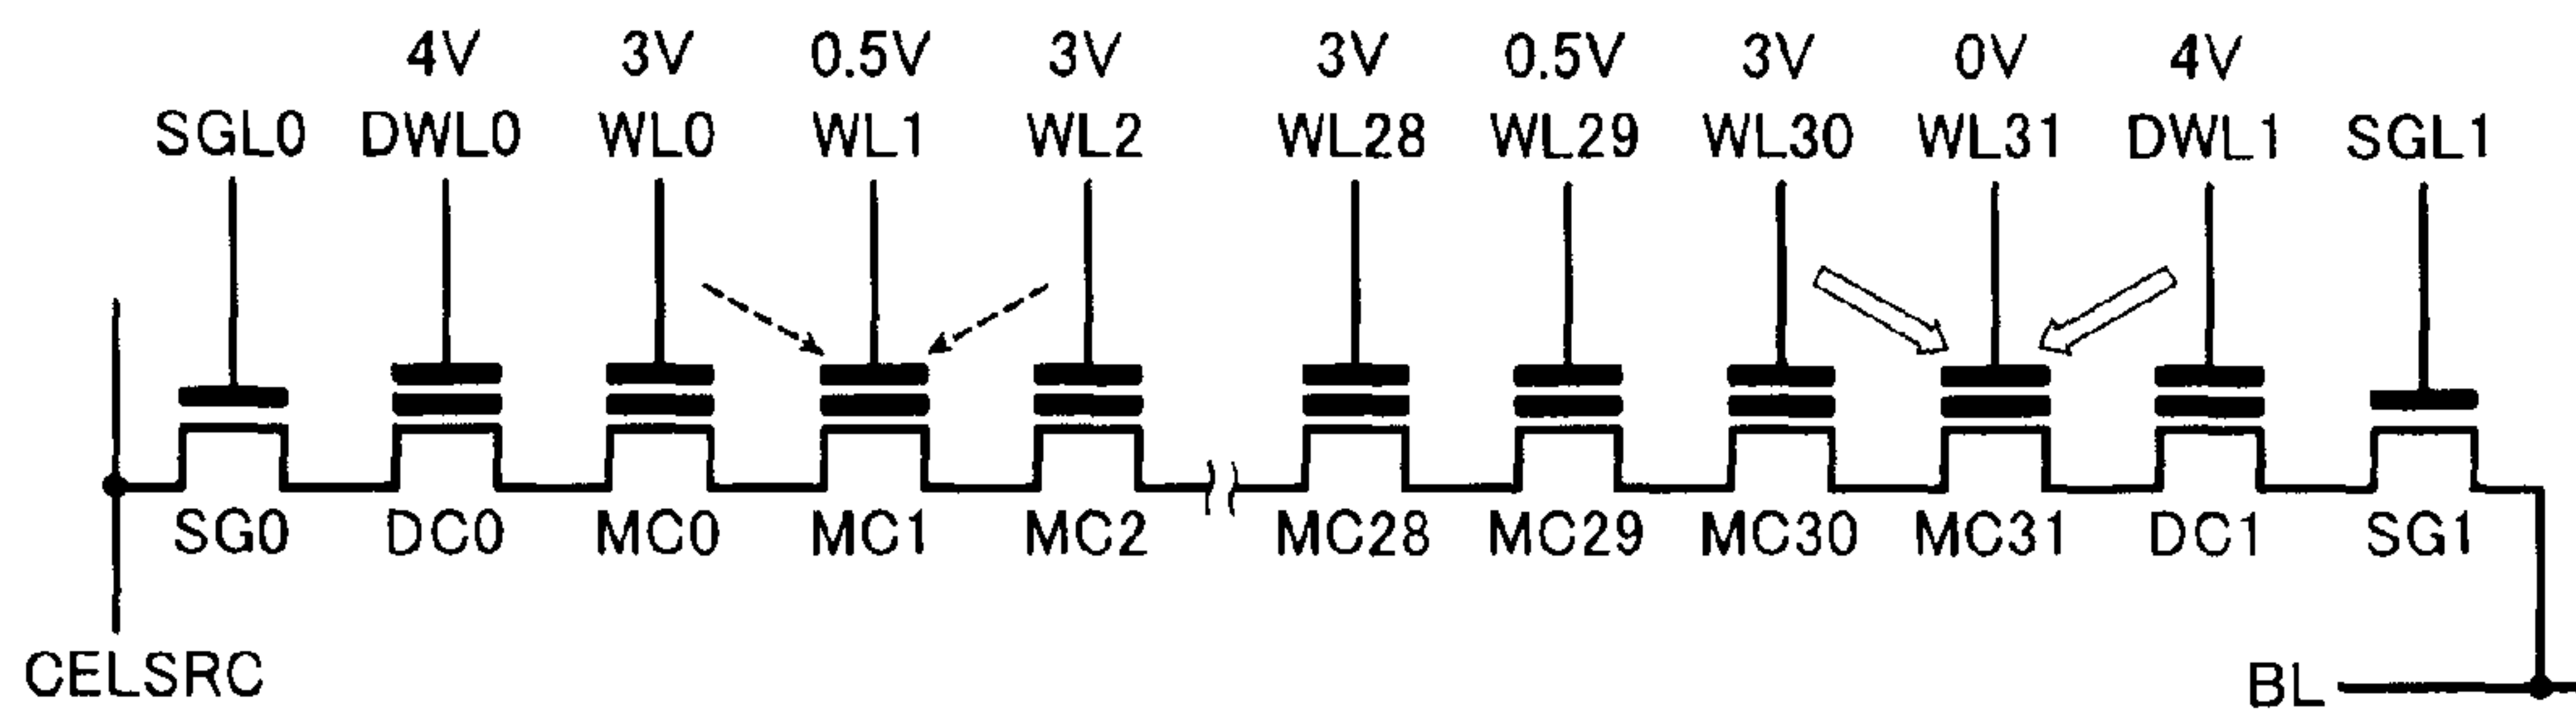 4V 3V 0.5V 3V 3V 0.5V 3V 0V 4V
SGL0 DWL0 WL0 WL1 WL2 WL28 WL29 WL30 WL31 DWL1 SGL1
SG0 DC0 MC0 MC1 MC2 MC28 MC29 MC30 MC31 DC1 SG1
CELSRC BL